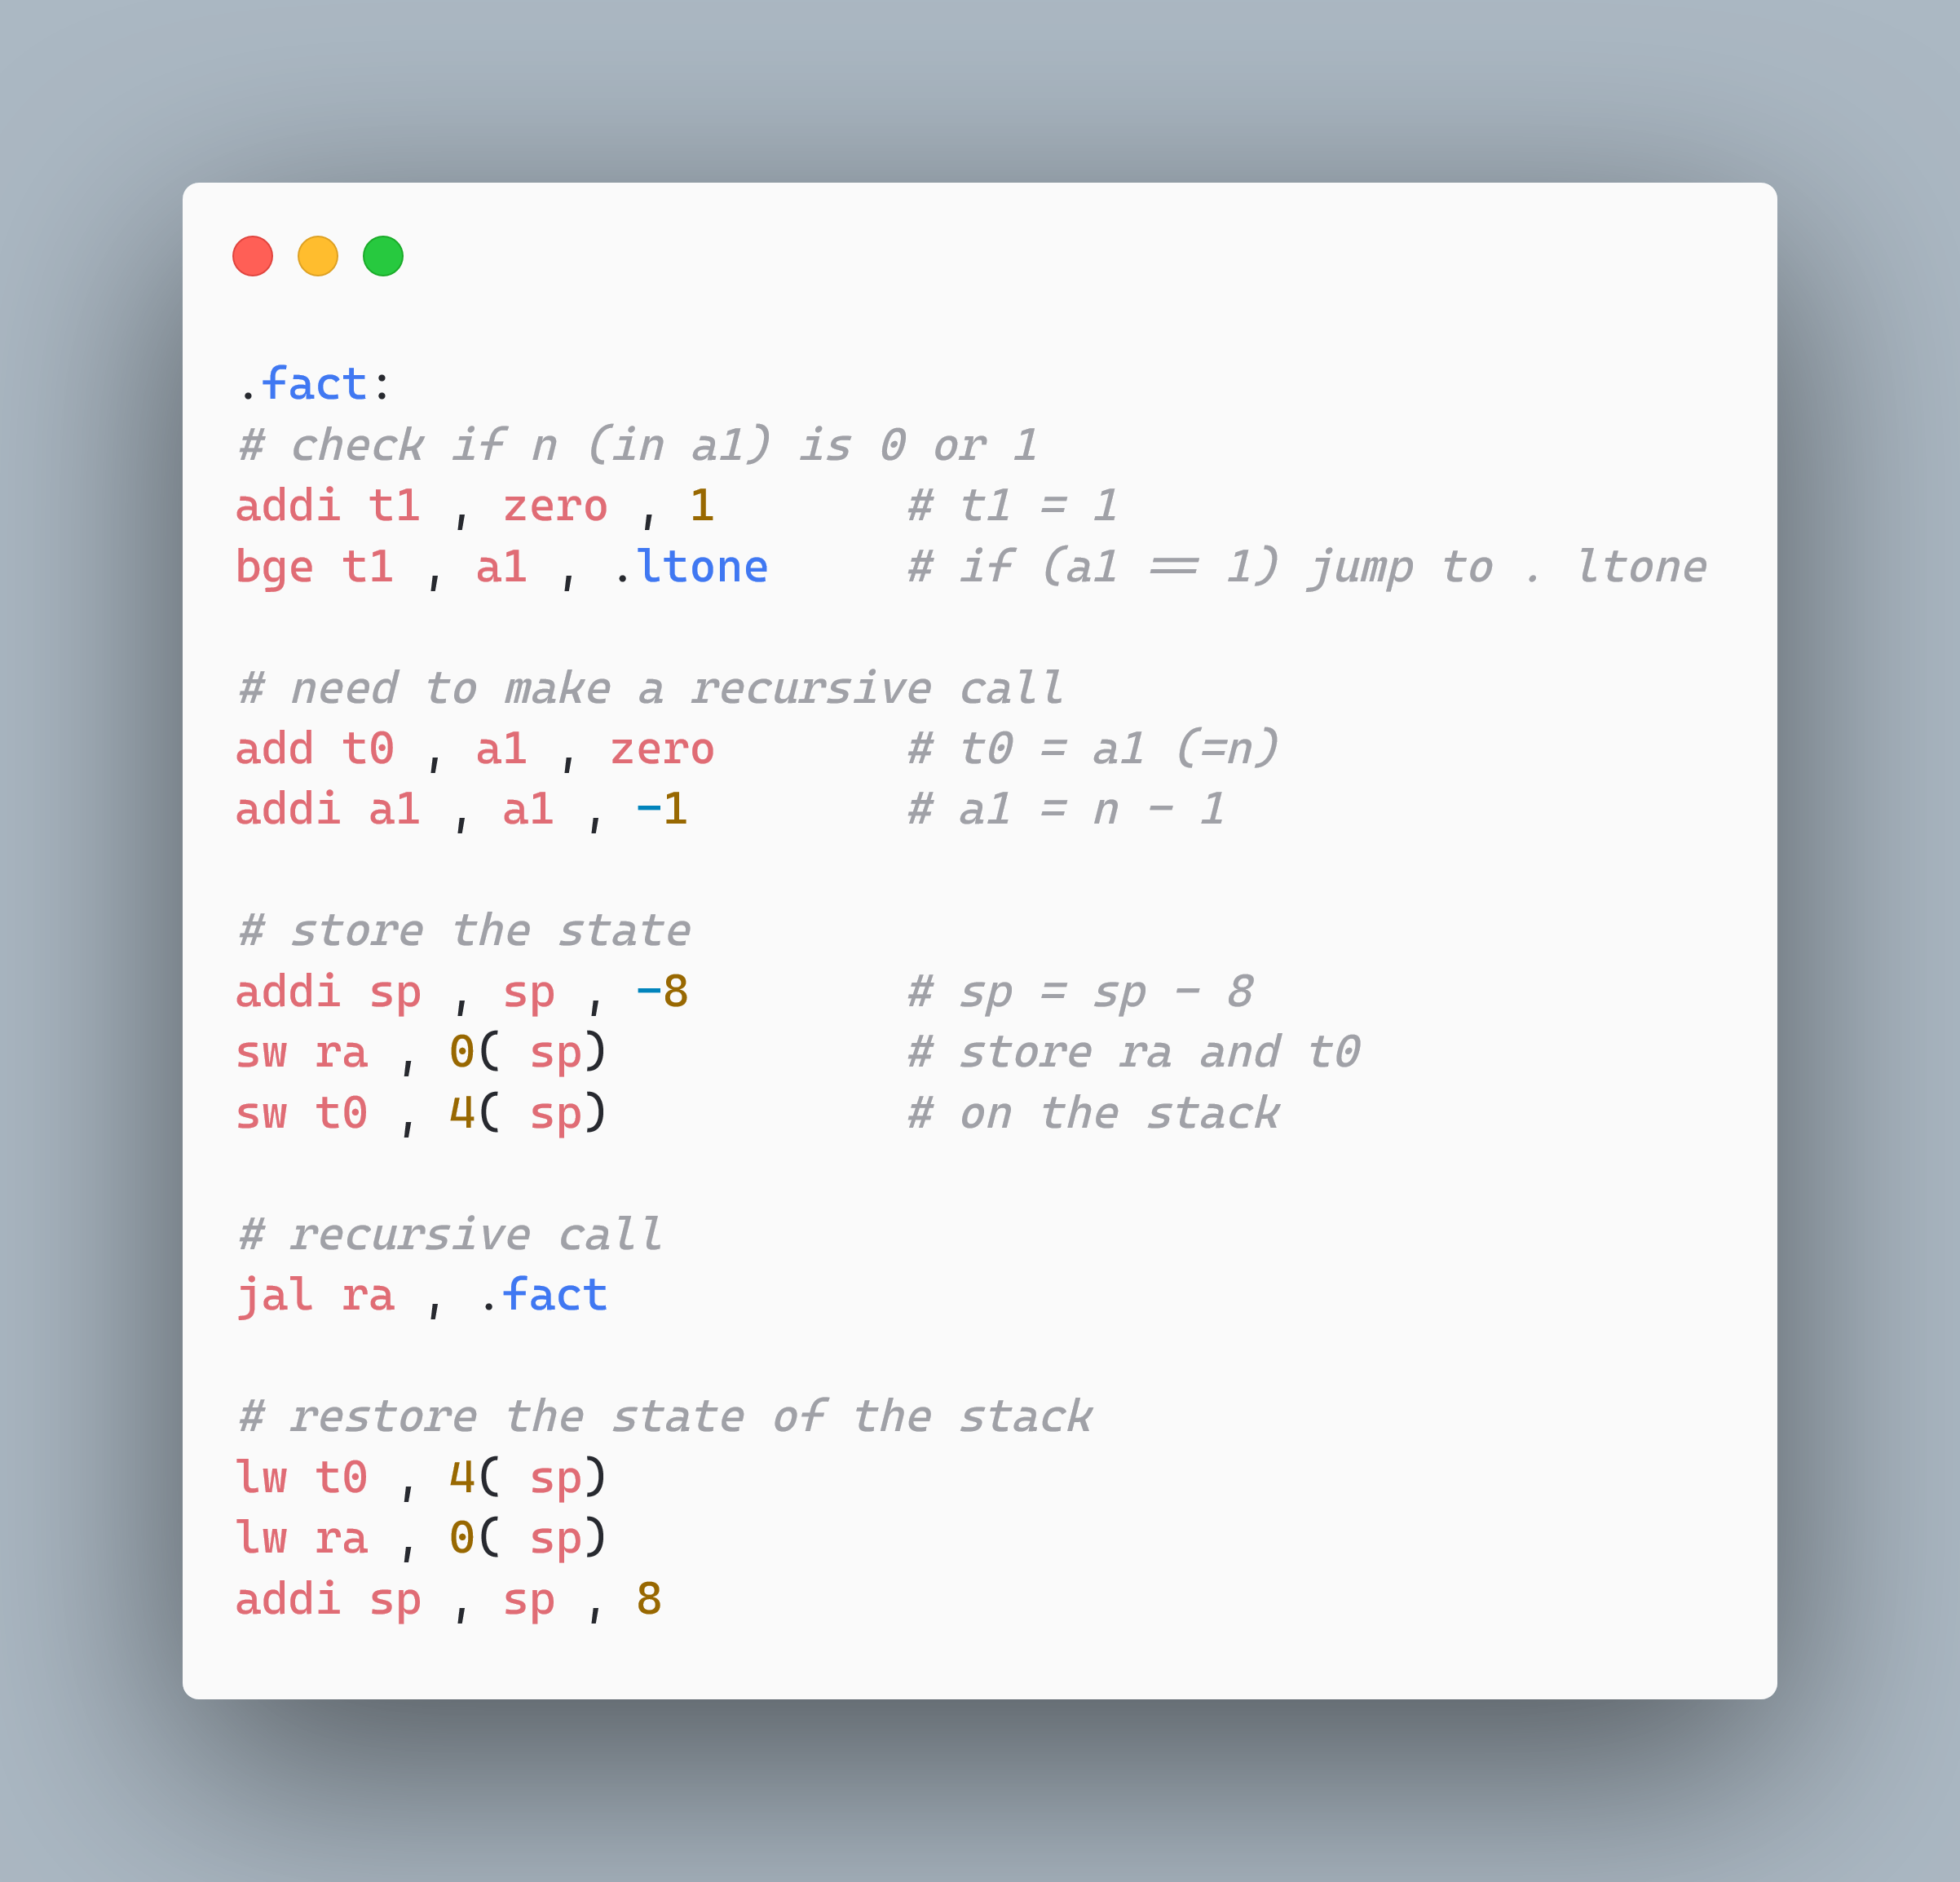 .fact:
# check if n (in a1) is 0 or 1
addi t1 , zero , 1       # t1 = 1
bge t1 , a1 , .ltone     # if (a1 == 1) jump to . ltone

# need to make a recursive call
add t0 , a1 , zero       # t0 = a1 (=n)
addi a1 , a1 , -1        # a1 = n - 1

# store the state
addi sp , sp , -8        # sp = sp - 8
sw ra , 0( sp)           # store ra and t0
sw t0 , 4( sp)           # on the stack

# recursive call
jal ra , .fact

# restore the state of the stack
lw t0 , 4( sp)
lw ra , 0( sp)
addi sp , sp , 8